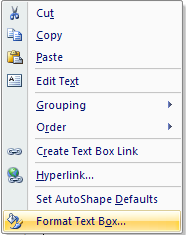 Cut
Copy
Paste
Edit Text
Grouping
Order
Create Text Box Link
Hyperlink...
Set AutoShape Defaults
Format Text Box...